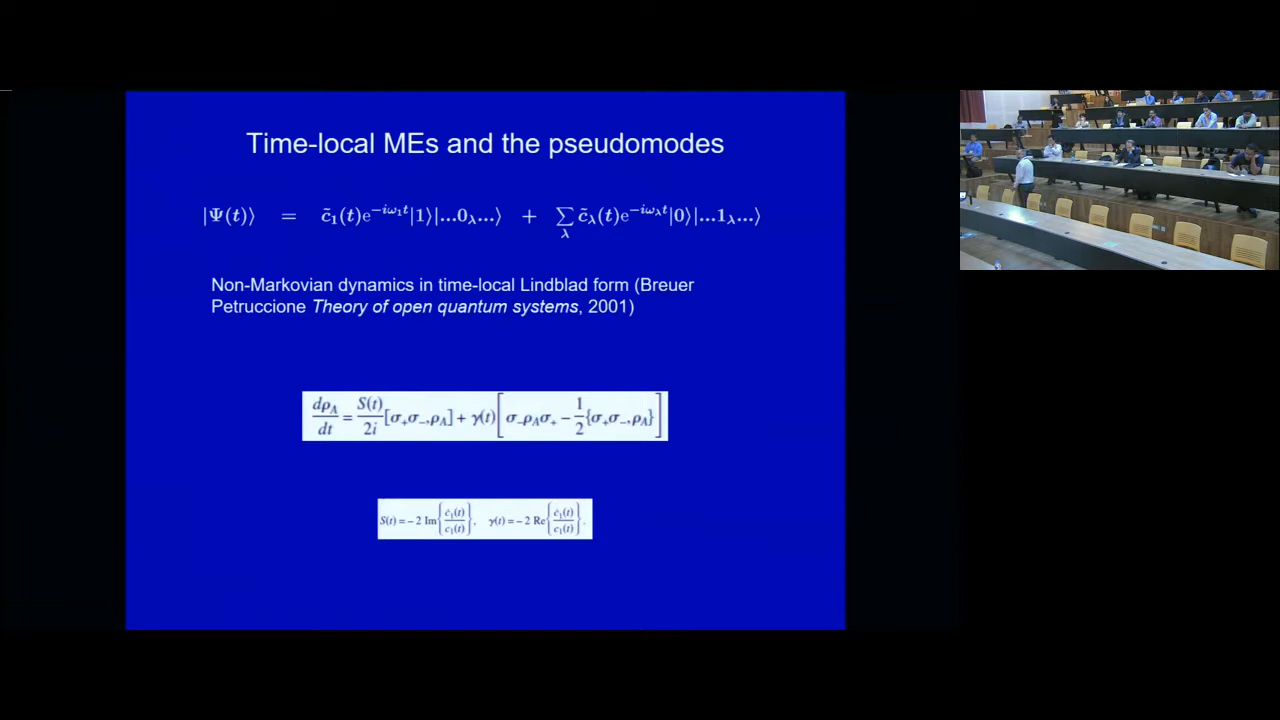 Time-local MEs and the pseudomodes
|Ψ(t)⟩ = c̃₁(t)e^{−iω₁t}|1⟩|...0_λ...⟩ + ∑_λ c̃_λ(t)e^{−iω_λt}|0⟩|...1_λ...⟩
Non-Markovian dynamics in time-local Lindblad form (Breuer
Petruccione Theory of open quantum systems, 2001)
dρ_A/dt = S(t)/2i [σ₊σ₋,ρ_A] + γ(t)[σ₋ρ_Aσ₊ − 1/2{σ₊σ₋,ρ_A}]
S(t) = − 2 Im{ċ₁(t)/c₁(t)}, γ(t) = − 2 Re{ċ₁(t)/c₁(t)}.